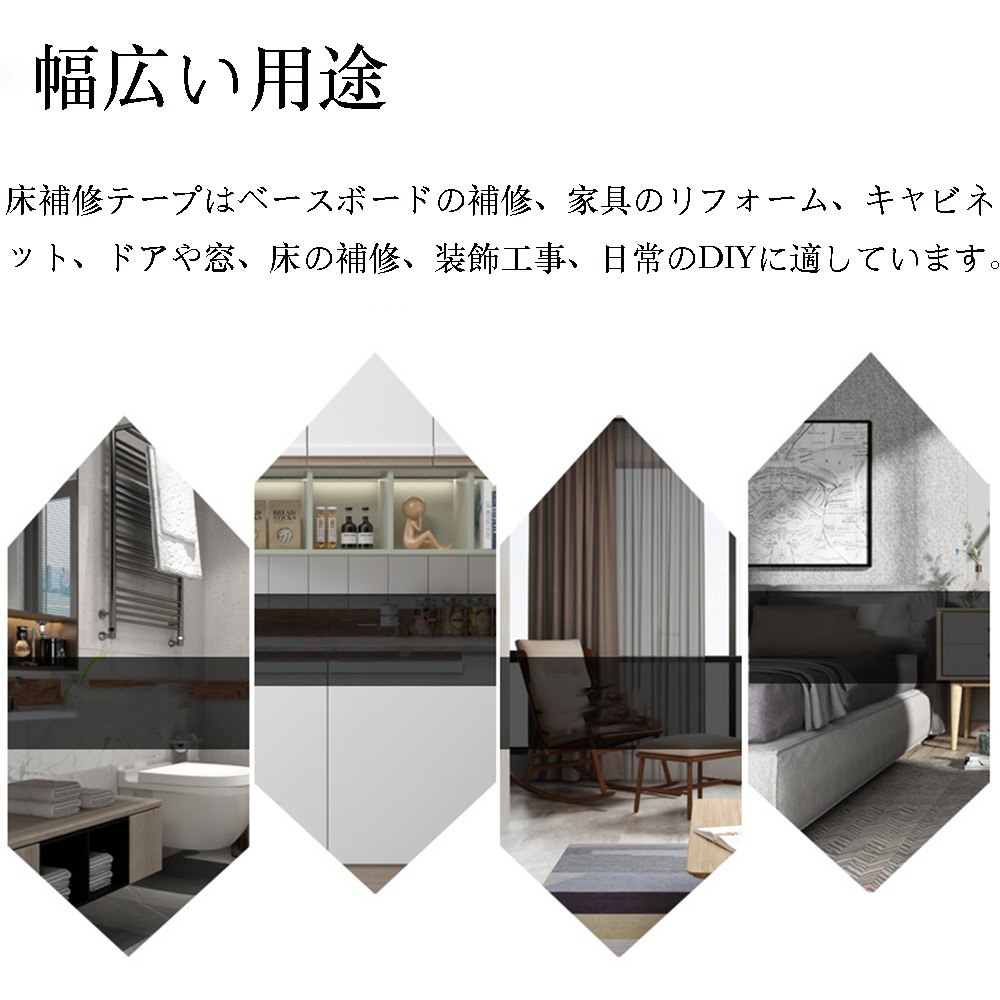 幅広い用途
床補修テープはベースボードの補修、家具のリフォーム、キャビネ
ット、ドアや窓、床の補修、装飾工事、日常のDIYに適しています。
BREAD
STICKS